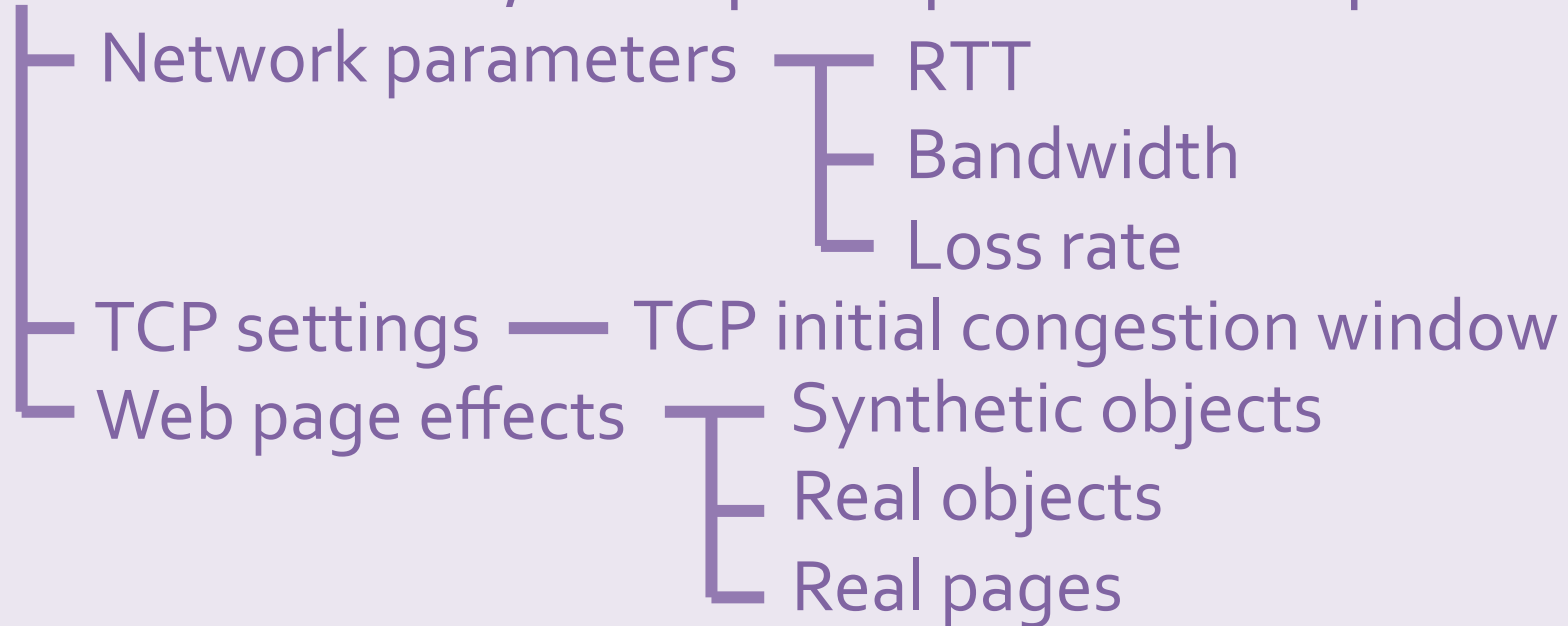 Network parameters RTT
Bandwidth
Loss rate
TCP settings TCP initial congestion window
Web page effects Synthetic objects
Real objects
Real pages